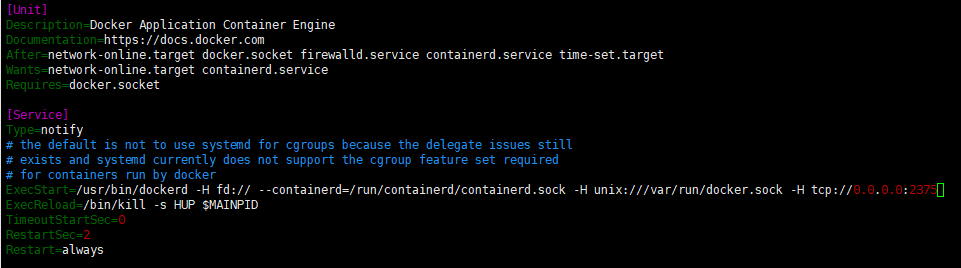 [Unit]
Description=Docker Application Container Engine
Documentation=https://docs.docker.com
After=network-online.target docker.socket firewalld.service containerd.service time-set.target
Wants=network-online.target containerd.service
Requires=docker.socket
[Service]
Type=notify
# the default is not to use systemd for cgroups because the delegate issues still
# exists and systemd currently does not support the cgroup feature set required
# for containers run by docker
ExecStart=/usr/bin/dockerd -H fd:// --containerd=/run/containerd/containerd.sock -H unix:///var/run/docker.sock -H tcp://0.0.0.0:2375
ExecReload=/bin/kill -s HUP $MAINPID
TimeoutStartSec=0
RestartSec=2
Restart=always